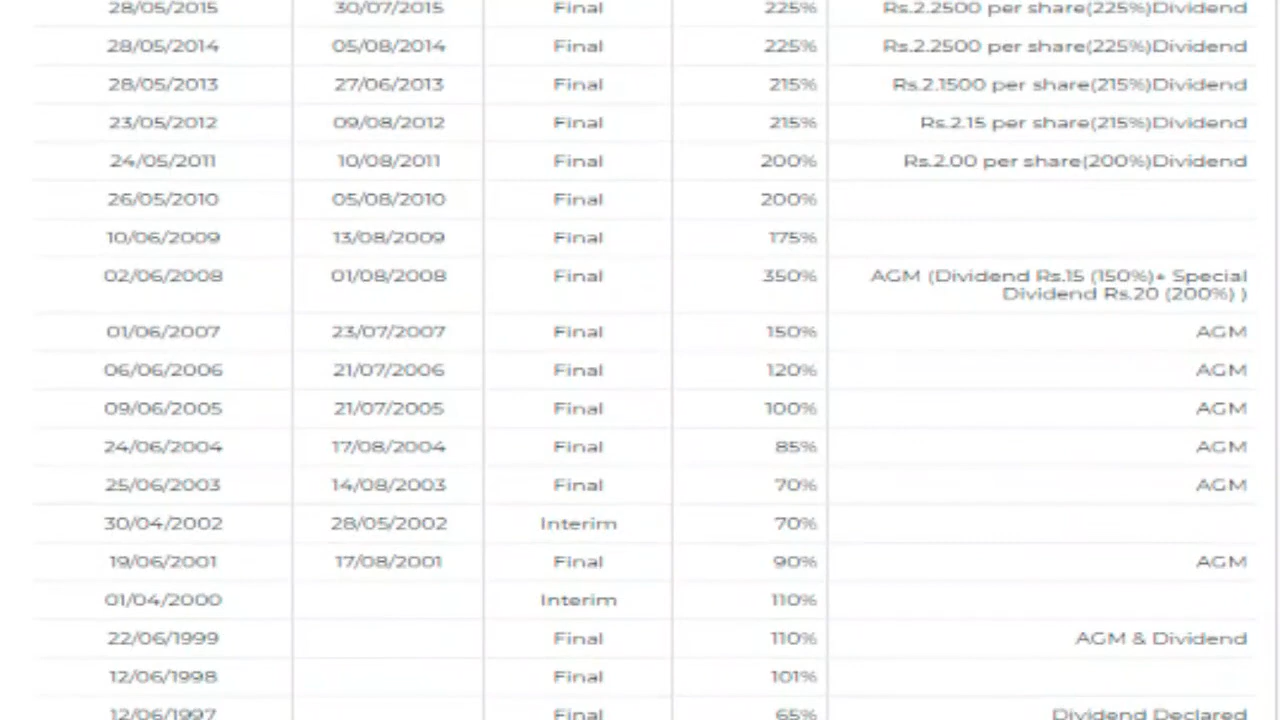 28/05/2015 30/07/2015 Final 225% Rs.2.2500 per share(225%)Dividend
28/05/2014 05/08/2014 Final 225% Rs.2.2500 per share(225%)Dividend
28/05/2013 27/06/2013 Final 215% Rs.2.1500 per share(215%)Dividend
23/05/2012 09/08/2012 Final 215% Rs.2.15 per share(215%)Dividend
24/05/2011 10/08/2011 Final 200% Rs.2.00 per share(200%)Dividend
26/05/2010 05/08/2010 Final 200%
10/06/2009 13/08/2009 Final 175%
02/06/2008 01/08/2008 Final 350% AGM (Dividend Rs.15 (150%)+ Special
Dividend Rs.20 (200%) )
01/06/2007 23/07/2007 Final 150% AGM
06/06/2006 21/07/2006 Final 120% AGM
09/06/2005 21/07/2005 Final 100% AGM
24/06/2004 17/08/2004 Final 85% AGM
25/06/2003 14/08/2003 Final 70% AGM
30/04/2002 28/05/2002 Interim 70%
19/06/2001 17/08/2001 Final 90% AGM
01/04/2000 Interim 110%
22/06/1999 Final 110% AGM & Dividend
12/06/1998 Final 101%
12/06/1997 Final 65% Dividend Declared